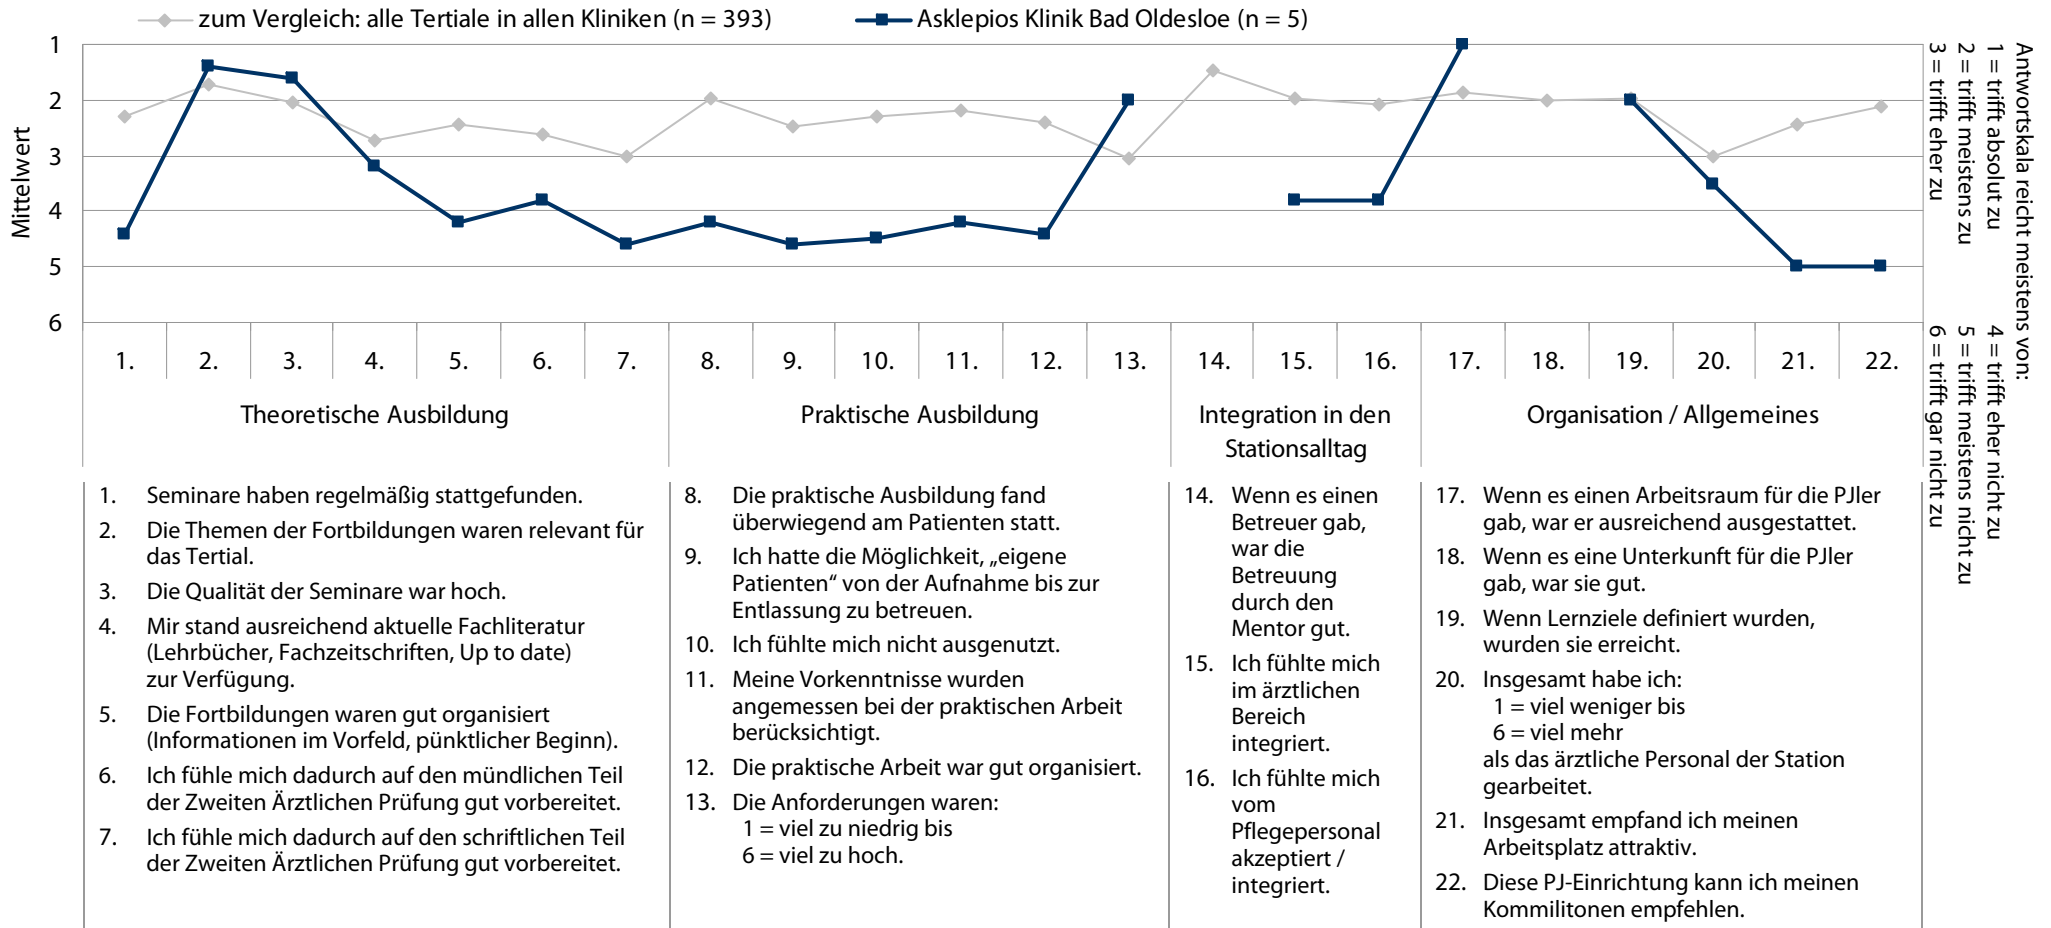 zum Vergleich: alle Tertiale in allen Kliniken (n = 393)
Asklepios Klinik Bad Oldesloe (n = 5)
Mittelwert
1
2
3
4
5
6
1.
2.
3.
4.
5.
6.
7.
8.
9.
10.
11.
12.
13.
14.
15.
16.
17.
18.
19.
20.
21.
22.
Theoretische Ausbildung
Praktische Ausbildung
Integration in den
Stationsalltag
Organisation / Allgemeines
Antwortskala reicht meistens von:
1 = trifft absolut zu
2 = trifft meistens zu
3 = trifft eher zu
4 = trifft eher nicht zu
5 = trifft meistens nicht zu
6 = trifft gar nicht zu
1. Seminare haben regelmäßig stattgefunden.
2. Die Themen der Fortbildungen waren relevant für
das Tertial.
3. Die Qualität der Seminare war hoch.
4. Mir stand ausreichend aktuelle Fachliteratur
(Lehrbücher, Fachzeitschriften, Up to date)
zur Verfügung.
5. Die Fortbildungen waren gut organisiert
(Informationen im Vorfeld, pünktlicher Beginn).
6. Ich fühle mich dadurch auf den mündlichen Teil
der Zweiten Ärztlichen Prüfung gut vorbereitet.
7. Ich fühle mich dadurch auf den schriftlichen Teil
der Zweiten Ärztlichen Prüfung gut vorbereitet.
8. Die praktische Ausbildung fand
überwiegend am Patienten statt.
9. Ich hatte die Möglichkeit, „eigene
Patienten“ von der Aufnahme bis zur
Entlassung zu betreuen.
10. Ich fühlte mich nicht ausgenutzt.
11. Meine Vorkenntnisse wurden
angemessen bei der praktischen Arbeit
berücksichtigt.
12. Die praktische Arbeit war gut organisiert.
13. Die Anforderungen waren:
1 = viel zu niedrig bis
6 = viel zu hoch.
14. Wenn es einen
Betreuer gab,
war die
Betreuung
durch den
Mentor gut.
15. Ich fühlte mich
im ärztlichen
Bereich
integriert.
16. Ich fühlte mich
vom
Pflegepersonal
akzeptiert /
integriert.
17. Wenn es einen Arbeitsraum für die PJler
gab, war er ausreichend ausgestattet.
18. Wenn es eine Unterkunft für die PJler
gab, war sie gut.
19. Wenn Lernziele definiert wurden,
wurden sie erreicht.
20. Insgesamt habe ich:
1 = viel weniger bis
6 = viel mehr
als das ärztliche Personal der Station
gearbeitet.
21. Insgesamt empfand ich meinen
Arbeitsplatz attraktiv.
22. Diese PJ-Einrichtung kann ich meinen
Kommilitonen empfehlen.